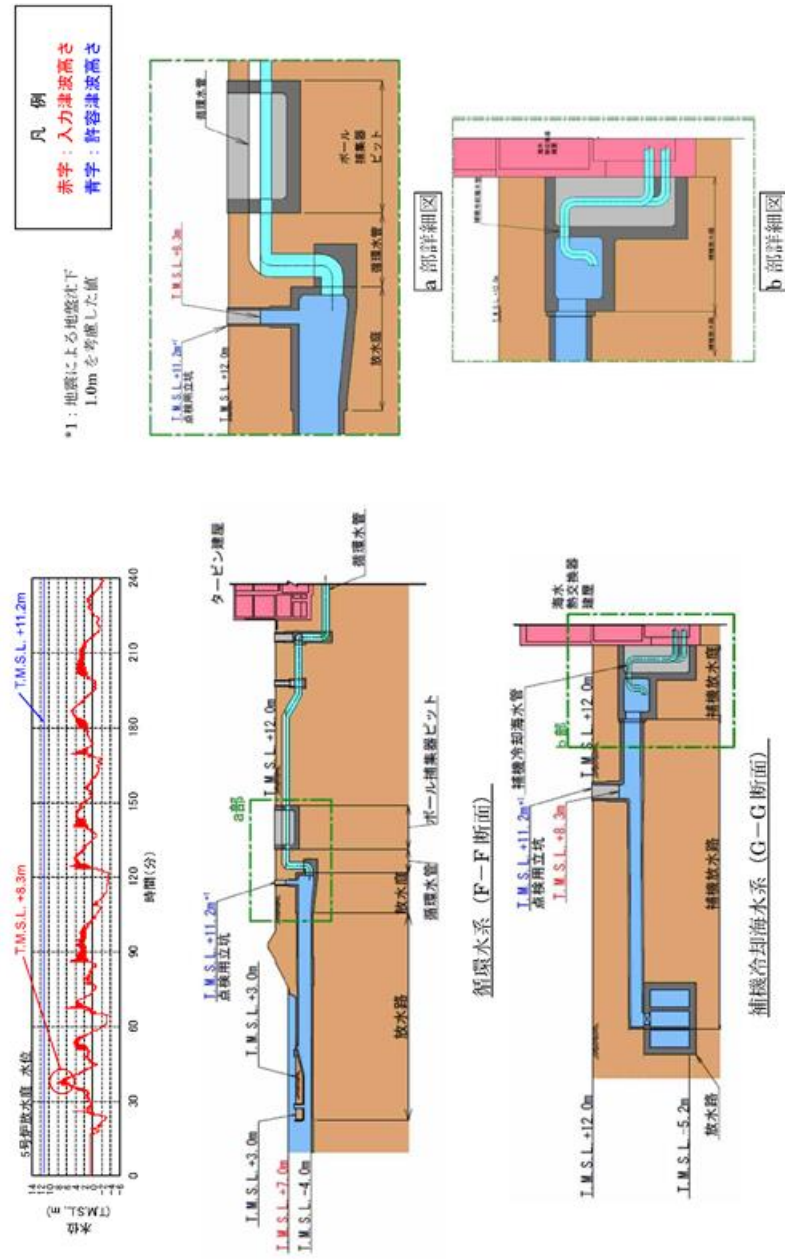 5号炉放水庭 水位
水位
(T.M.S.L., m)
14
12
10
8
6
4
2
0
-2
-4
-6
0
30
60
90
120
150
180
210
240
時間(分)
T.M.S.L. +8.3m
T.M.S.L. +11.2m
凡 例
赤字:入力津波高さ
青字:許容津波高さ
*1:地震による地盤沈下
1.0mを考慮した値
T.M.S.L.+3.0m
T.M.S.L.+7.0m
T.M.S.L.-4.0m
T.M.S.L.+3.0m
T.M.S.L.+11.2m*1
点検用立坑
a部
T.M.S.L.+12.0m
タービン建屋
循環水管
放水路
放水庭
循環水管
ボール捕集器ピット
循環水系 (F-F断面)
T.M.S.L.+11.2m*1
点検用立坑
T.M.S.L.+12.0m
循環水管
放水庭
循環水管
ボール
捕集器
ピット
a 部詳細図
T.M.S.L.+12.0m
T.M.S.L.-5.2m
放水路
T.M.S.L.+11.2m*1
点検用立坑
T.M.S.L.+8.3m
T.M.S.L.+12.0m
補機冷却海水管
b部
海水
熱交換器
建屋
補機放水路
補機放水庭
補機冷却海水系 (G-G断面)
b 部詳細図